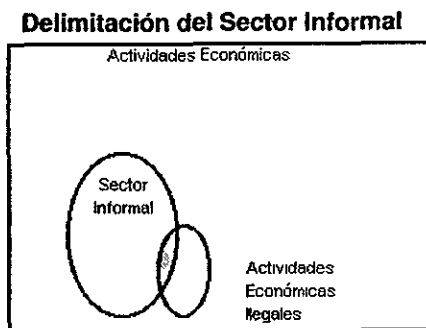 Delimitación del Sector Informal
Actividades Económicas
Sector
Informal
Actividades
Económicas
Ilegales